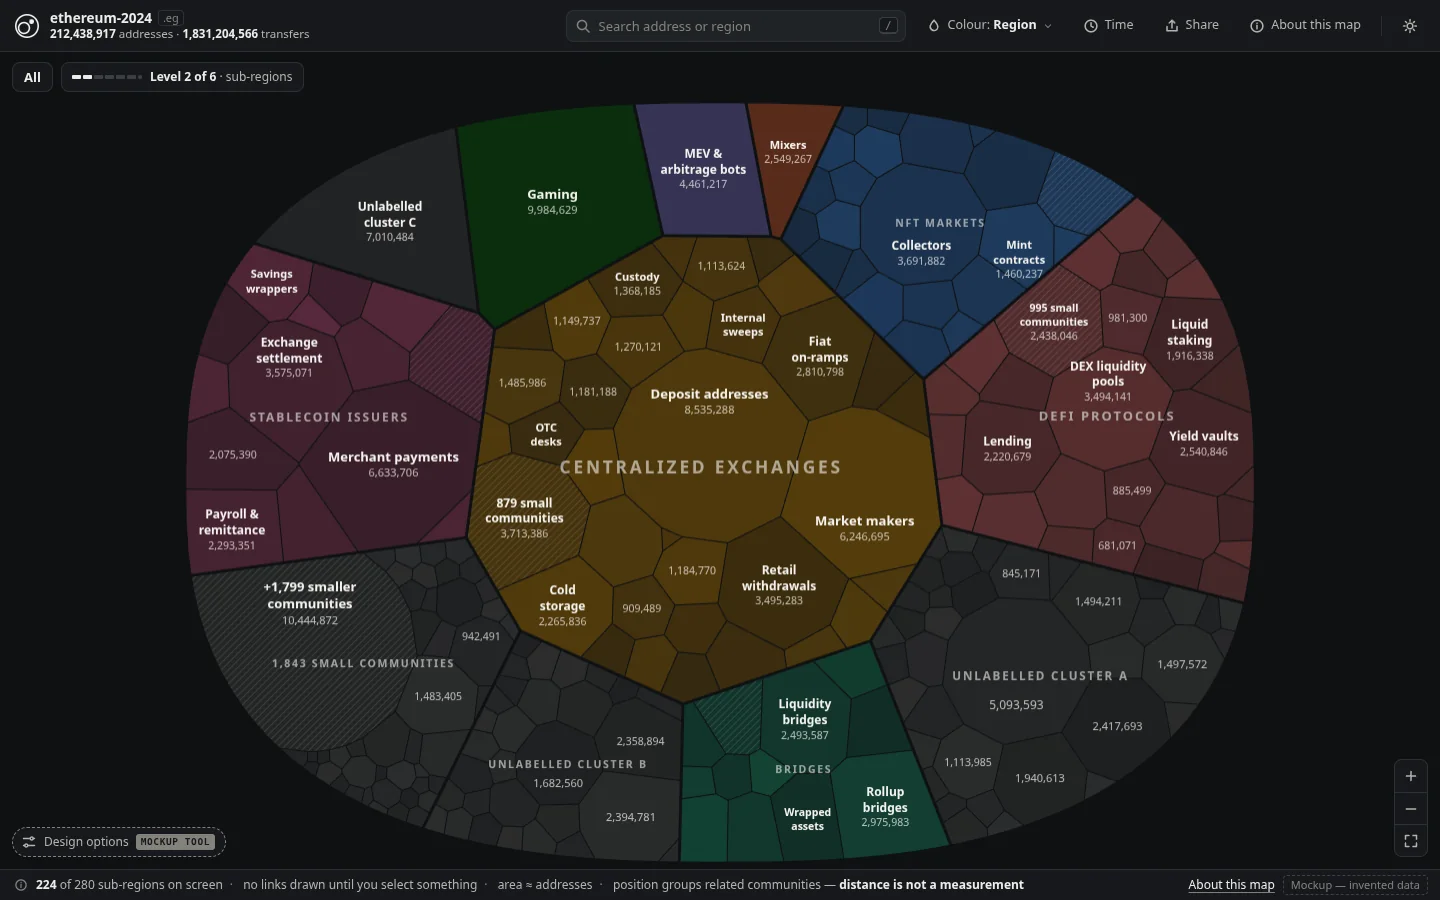 ethereum-2024 .eg
212,438,917 addresses · 1,831,204,566 transfers
Search address or region /
Colour: Region
Time
Share
About this map
All
Level 2 of 6 · sub-regions
Unlabelled
cluster C
7,010,484
Gaming
9,984,629
MEV &
arbitrage bots
4,461,217
Mixers
2,549,267
NFT MARKETS
Collectors
3,691,882
Mint
contracts
1,460,237
Savings
wrappers
Exchange
settlement
3,575,071
STABLECOIN ISSUERS
2,075,390
Merchant payments
6,633,706
Payroll &
remittance
2,293,351
Custody
1,368,185
1,113,624
1,149,737
Internal
sweeps
1,270,121
Fiat
on-ramps
2,810,798
1,485,986
1,181,188
Deposit addresses
8,535,288
OTC
desks
CENTRALIZED EXCHANGES
879 small
communities
3,713,386
Market makers
6,246,695
1,184,770
Retail
withdrawals
3,495,283
Cold
storage
2,265,836
909,489
995 small
communities
2,438,046
981,300
Liquid
staking
1,916,338
DEX liquidity
pools
3,494,141
DEFI PROTOCOLS
Lending
2,220,679
Yield vaults
2,540,846
885,499
681,071
+1,799 smaller
communities
10,444,872
942,491
1,843 SMALL COMMUNITIES
1,483,405
2,358,894
UNLABELLED CLUSTER B
1,682,560
2,394,781
Liquidity
bridges
2,493,587
BRIDGES
Wrapped
assets
Rollup
bridges
2,975,983
845,171
1,494,211
UNLABELLED CLUSTER A
5,093,593
1,497,572
2,417,693
1,113,985
1,940,613
+
−
Design options MOCKUP TOOL
224 of 280 sub-regions on screen · no links drawn until you select something · area ≈ addresses · position groups related communities — distance is not a measurement
About this map
Mockup — invented data